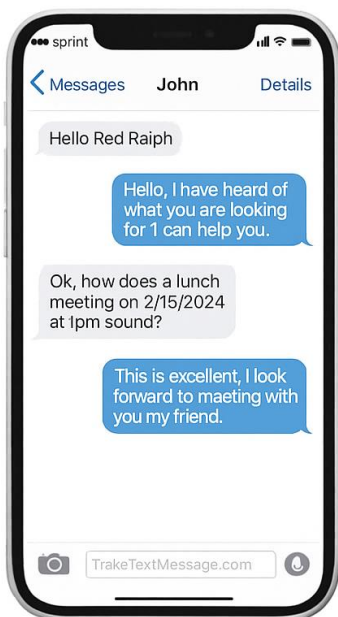 sprint
Messages John Details
Hello Red Raiph
Hello, I have heard of
what you are looking
for 1 can help you.
Ok, how does a lunch
meeting on 2/15/2024
at 1pm sound?
This is excellent, I look
forward to maeting with
you my friend.
TrakeTextMessage.com